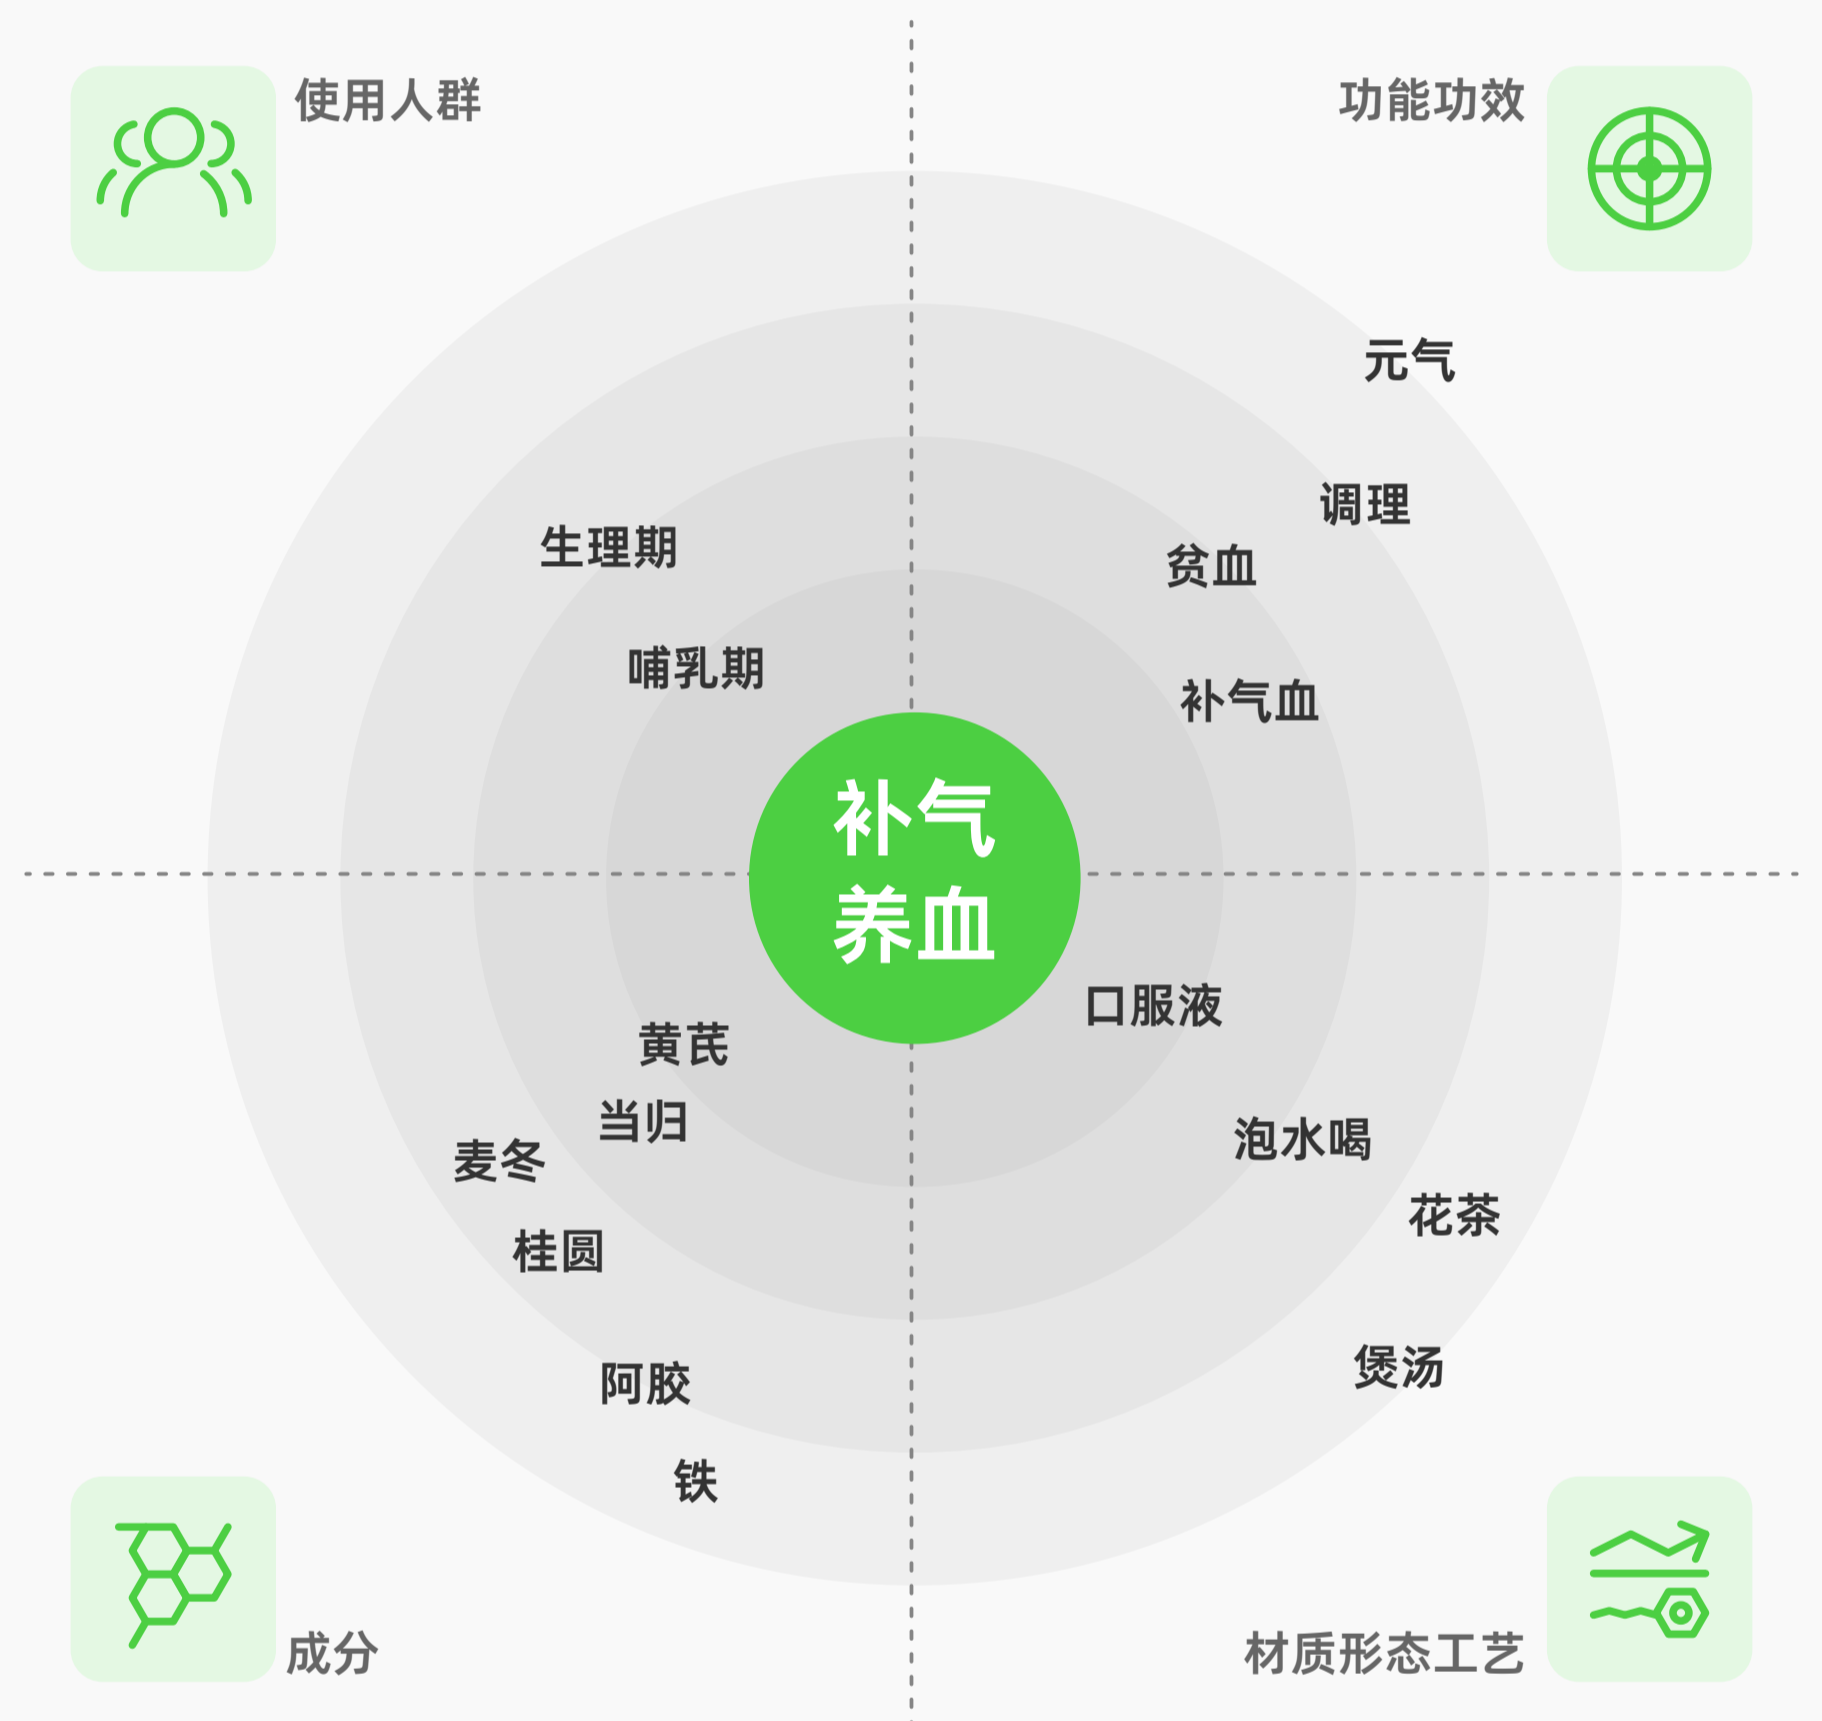 使用人群
功能功效
元气
调理
贫血
生理期
哺乳期
补气血
补气
养血
口服液
黄芪
当归
泡水喝
麦冬
花茶
桂圆
煲汤
阿胶
铁
成分
材质形态工艺